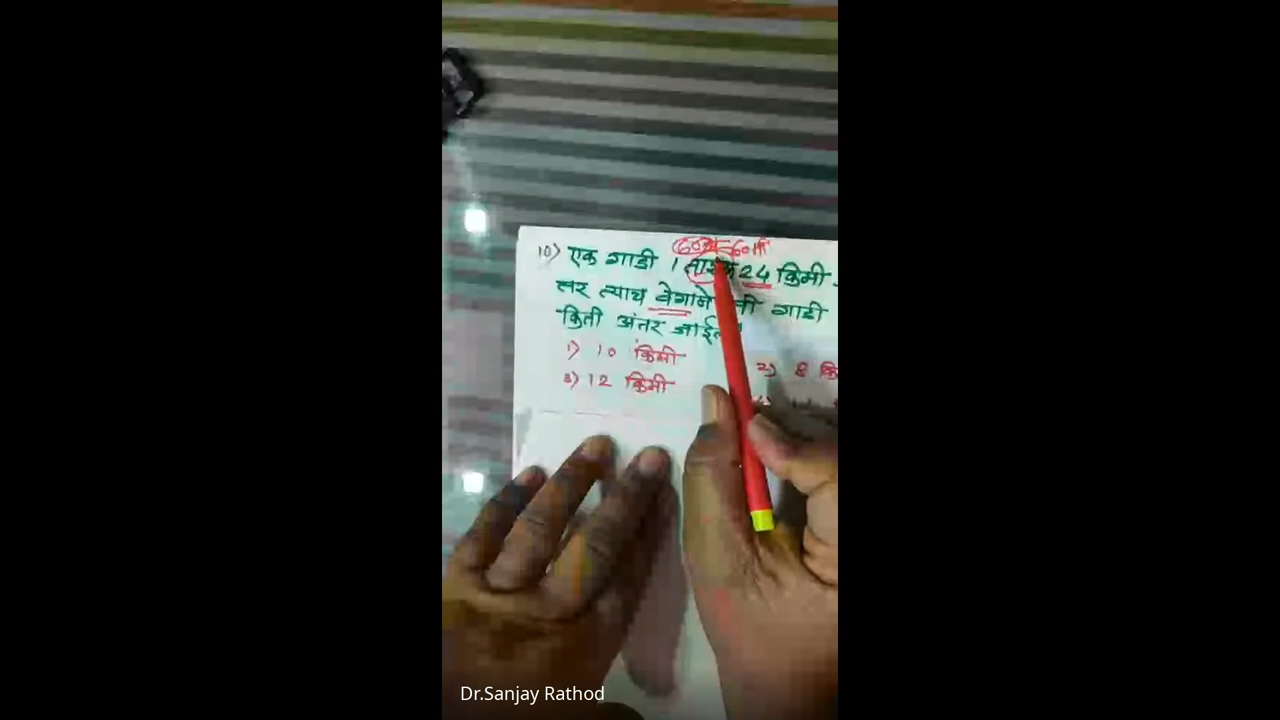 10) एक गाडी 1 24 किमी
तर त्याच वेगाने गाडी
किती अंतर जाईल
1) 10 किमी
2) 8
3) 12 किमी
Dr.Sanjay Rathod